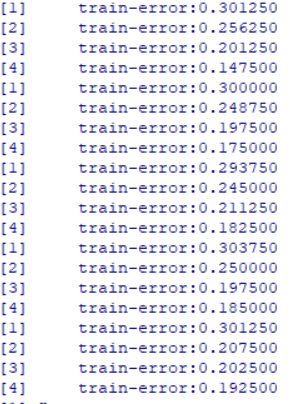 [1] train-error:0.301250
[2] train-error:0.256250
[3] train-error:0.201250
[4] train-error:0.147500
[1] train-error:0.300000
[2] train-error:0.248750
[3] train-error:0.197500
[4] train-error:0.175000
[1] train-error:0.293750
[2] train-error:0.245000
[3] train-error:0.211250
[4] train-error:0.182500
[1] train-error:0.303750
[2] train-error:0.250000
[3] train-error:0.197500
[4] train-error:0.185000
[1] train-error:0.301250
[2] train-error:0.207500
[3] train-error:0.202500
[4] train-error:0.192500